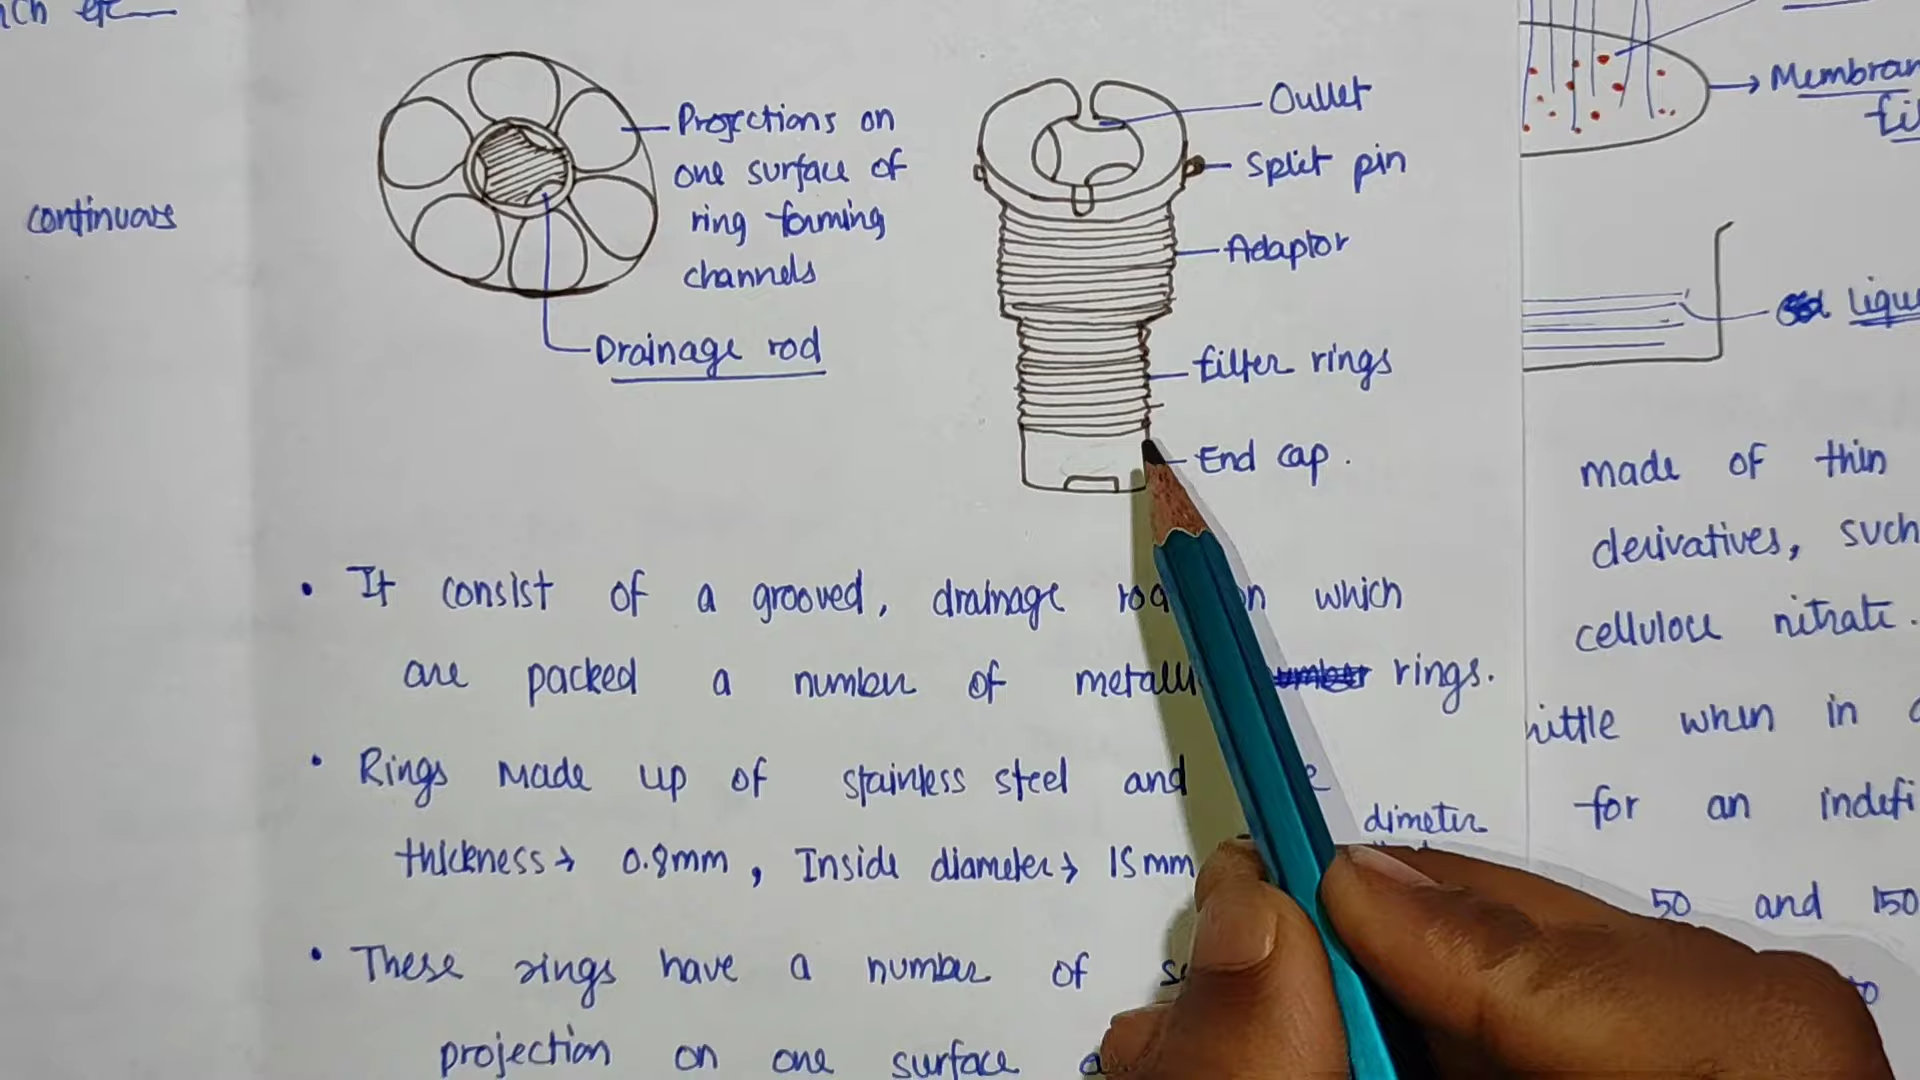 etc
continuous
Projections on
one surface of
ring forming
channels
Drainage rod
Oullet
Split pin
Adaptor
filter rings
End cap.
• It consist of a grooved, drainage which
are packed a number of rings.
• Rings made up of stainless steel and
dimeter
thickness → 0.8mm, Inside diameter → 15mm
• These rings have a number of
projection on one surface
Membran
made of thin
derivatives, such
cellulose nitrate.
when in
for an indefi
50 and 150